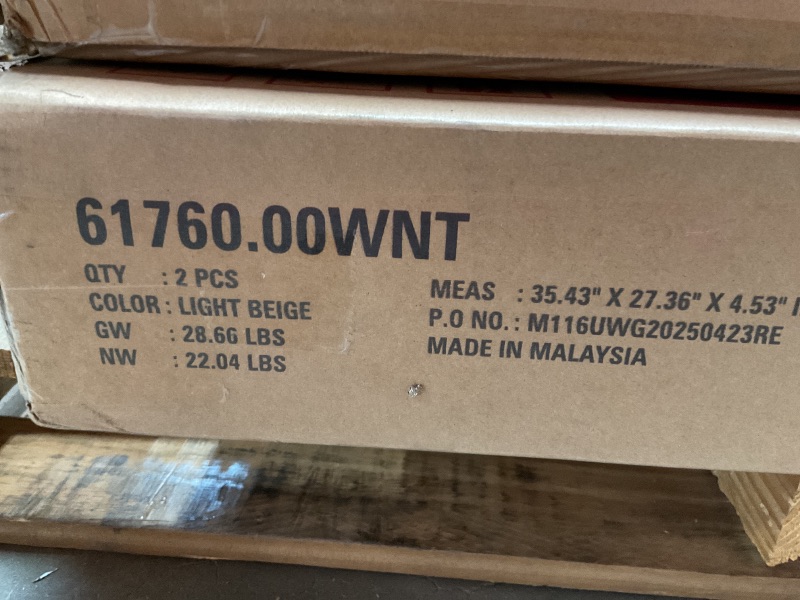 61760.00WNT
QTY : 2 PCS
COLOR : LIGHT BEIGE
GW : 28.66 LBS
NW : 22.04 LBS
MEAS : 35.43" X 27.36" X 4.53"
P.O NO. : M116UWG20250423RE
MADE IN MALAYSIA